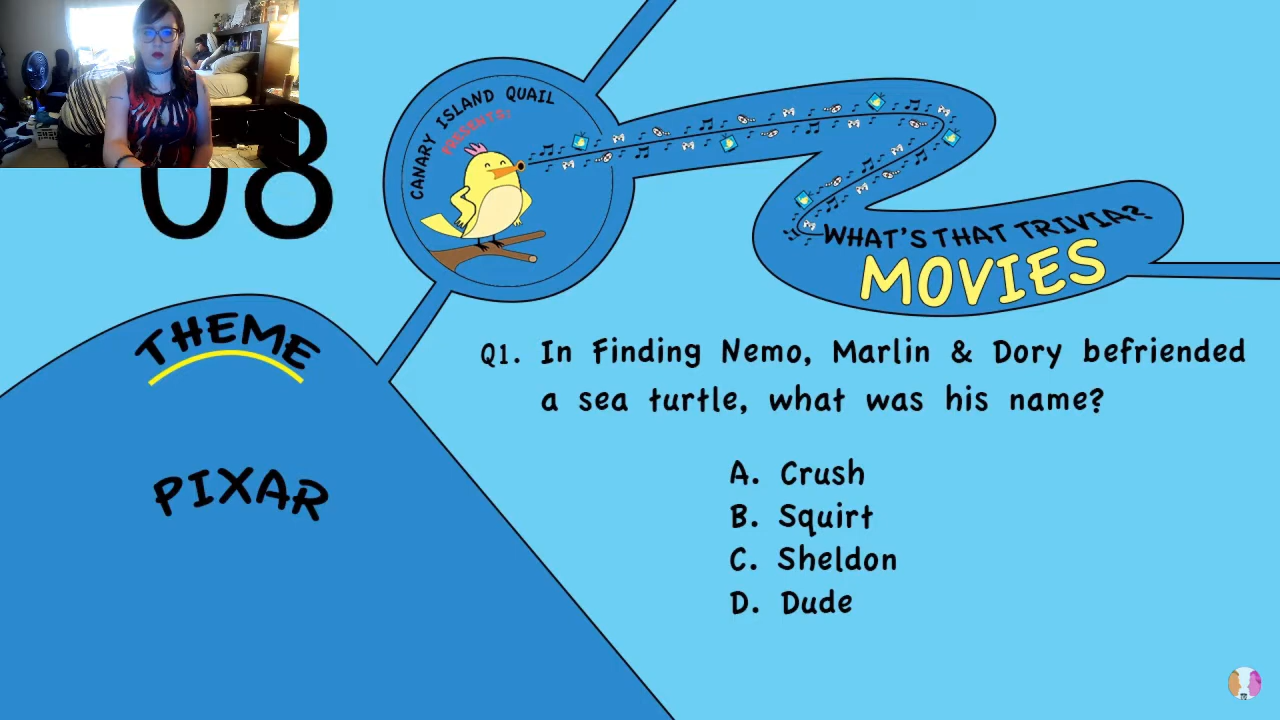 08
CANARY ISLAND QUAIL
PRESENTS:
WHAT'S THAT TRIVIA?
MOVIES
THEME
PIXAR
Q1. In Finding Nemo, Marlin & Dory befriended
a sea turtle, what was his name?
A. Crush
B. Squirt
C. Sheldon
D. Dude